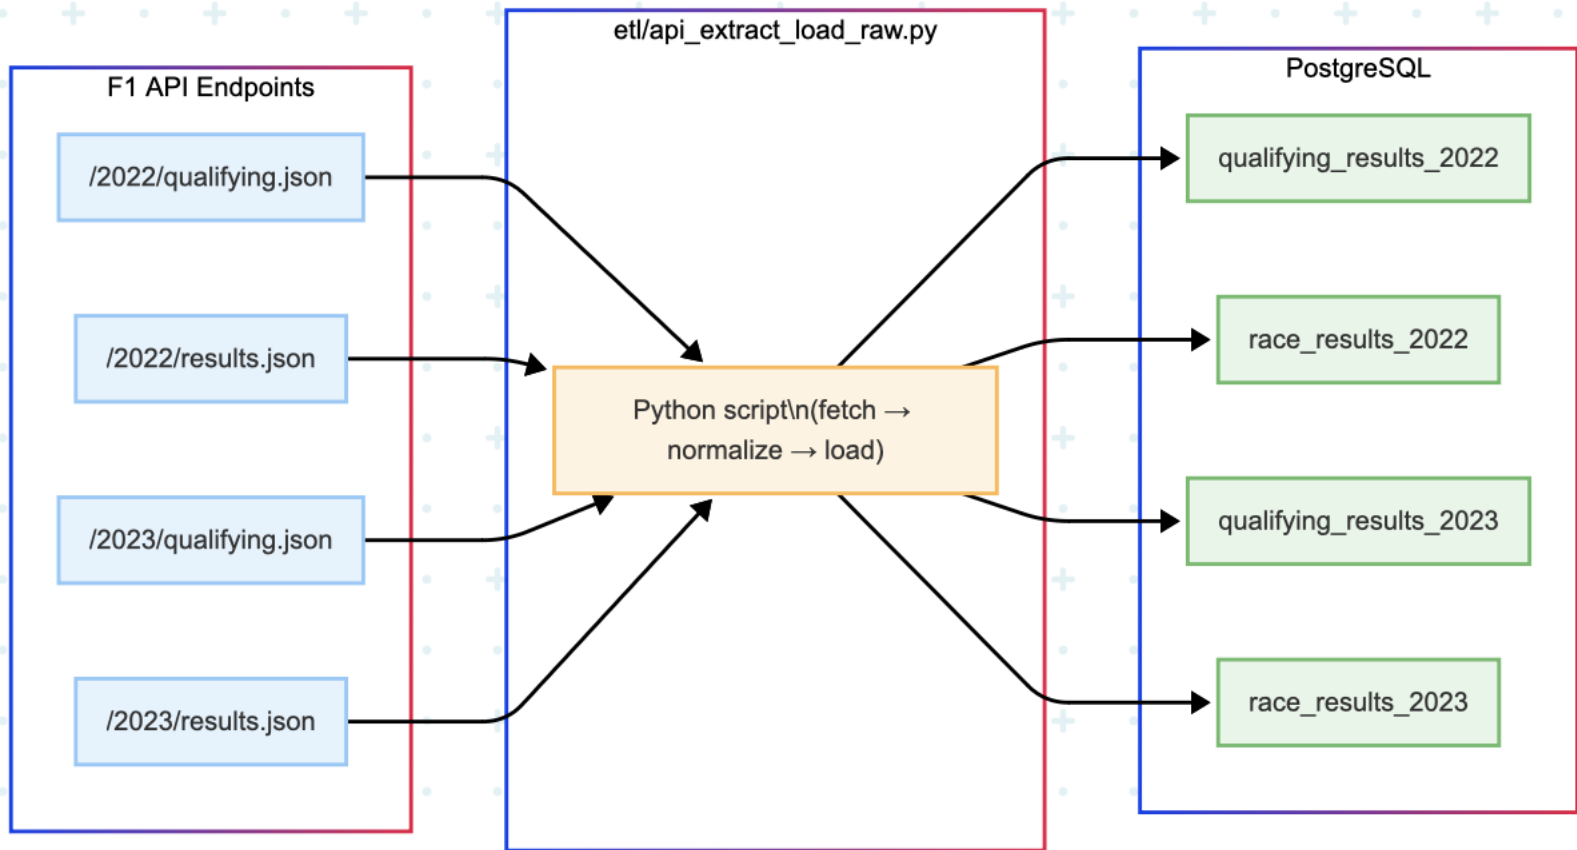 F1 API Endpoints
/2022/qualifying.json
/2022/results.json
/2023/qualifying.json
/2023/results.json
etl/api_extract_load_raw.py
Python script\n(fetch →
normalize → load)
PostgreSQL
qualifying_results_2022
race_results_2022
qualifying_results_2023
race_results_2023